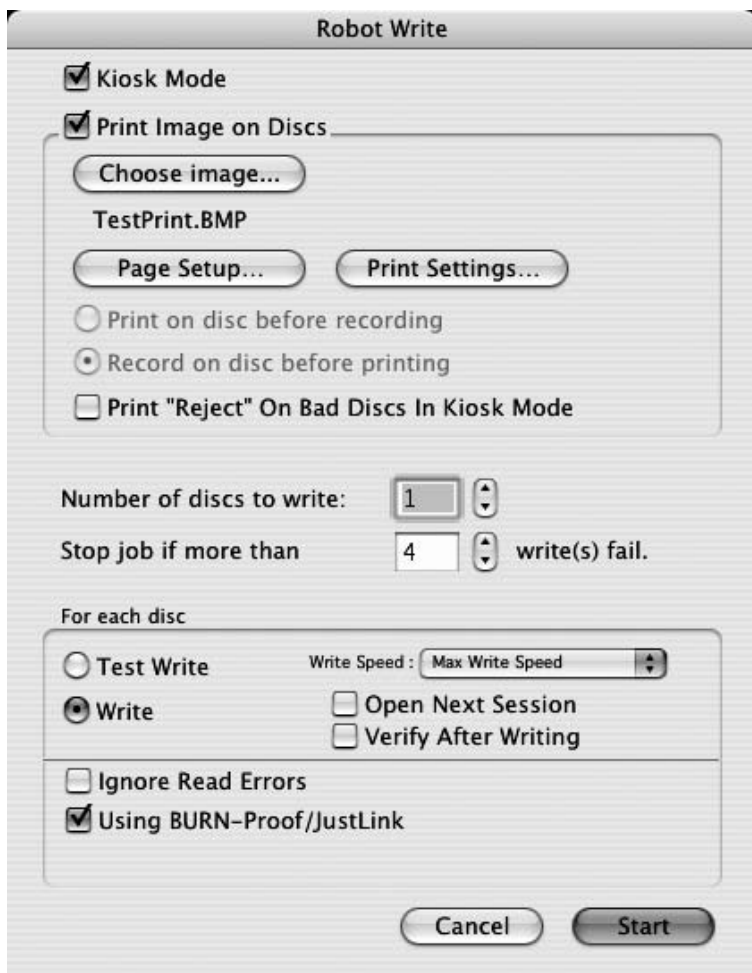 Robot Write
Kiosk Mode
Print Image on Discs
Choose image...
TestPrint.BMP
Page Setup... Print Settings...
Print on disc before recording
Record on disc before printing
Print "Reject" On Bad Discs In Kiosk Mode
Number of discs to write: 1
Stop job if more than 4 write(s) fail.
For each disc
Test Write Write Speed : Max Write Speed
Write Open Next Session
Verify After Writing
Ignore Read Errors
Using BURN-Proof/JustLink
Cancel Start